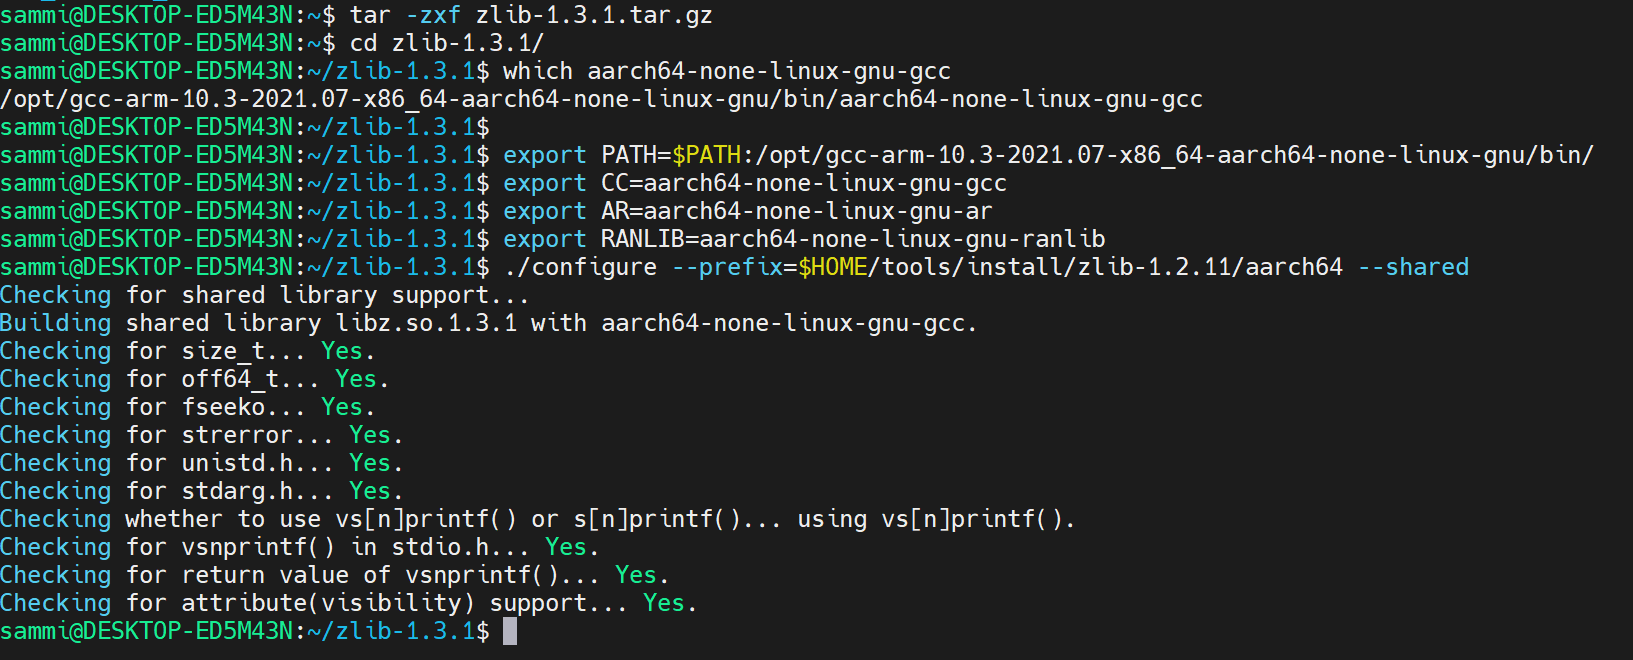 sammi@DESKTOP-ED5M43N:~$ tar -zxf zlib-1.3.1.tar.gz
sammi@DESKTOP-ED5M43N:~$ cd zlib-1.3.1/
sammi@DESKTOP-ED5M43N:~/zlib-1.3.1$ which aarch64-none-linux-gnu-gcc
/opt/gcc-arm-10.3-2021.07-x86_64-aarch64-none-linux-gnu/bin/aarch64-none-linux-gnu-gcc
sammi@DESKTOP-ED5M43N:~/zlib-1.3.1$
sammi@DESKTOP-ED5M43N:~/zlib-1.3.1$ export PATH=$PATH:/opt/gcc-arm-10.3-2021.07-x86_64-aarch64-none-linux-gnu/bin/
sammi@DESKTOP-ED5M43N:~/zlib-1.3.1$ export CC=aarch64-none-linux-gnu-gcc
sammi@DESKTOP-ED5M43N:~/zlib-1.3.1$ export AR=aarch64-none-linux-gnu-ar
sammi@DESKTOP-ED5M43N:~/zlib-1.3.1$ export RANLIB=aarch64-none-linux-gnu-ranlib
sammi@DESKTOP-ED5M43N:~/zlib-1.3.1$ ./configure --prefix=$HOME/tools/install/zlib-1.2.11/aarch64 --shared
Checking for shared library support...
Building shared library libz.so.1.3.1 with aarch64-none-linux-gnu-gcc.
Checking for size_t... Yes.
Checking for off64_t... Yes.
Checking for fseeko... Yes.
Checking for strerror... Yes.
Checking for unistd.h... Yes.
Checking for stdarg.h... Yes.
Checking whether to use vs[n]printf() or s[n]printf()... using vs[n]printf().
Checking for vsnprintf() in stdio.h... Yes.
Checking for return value of vsnprintf()... Yes.
Checking for attribute(visibility) support... Yes.
sammi@DESKTOP-ED5M43N:~/zlib-1.3.1$